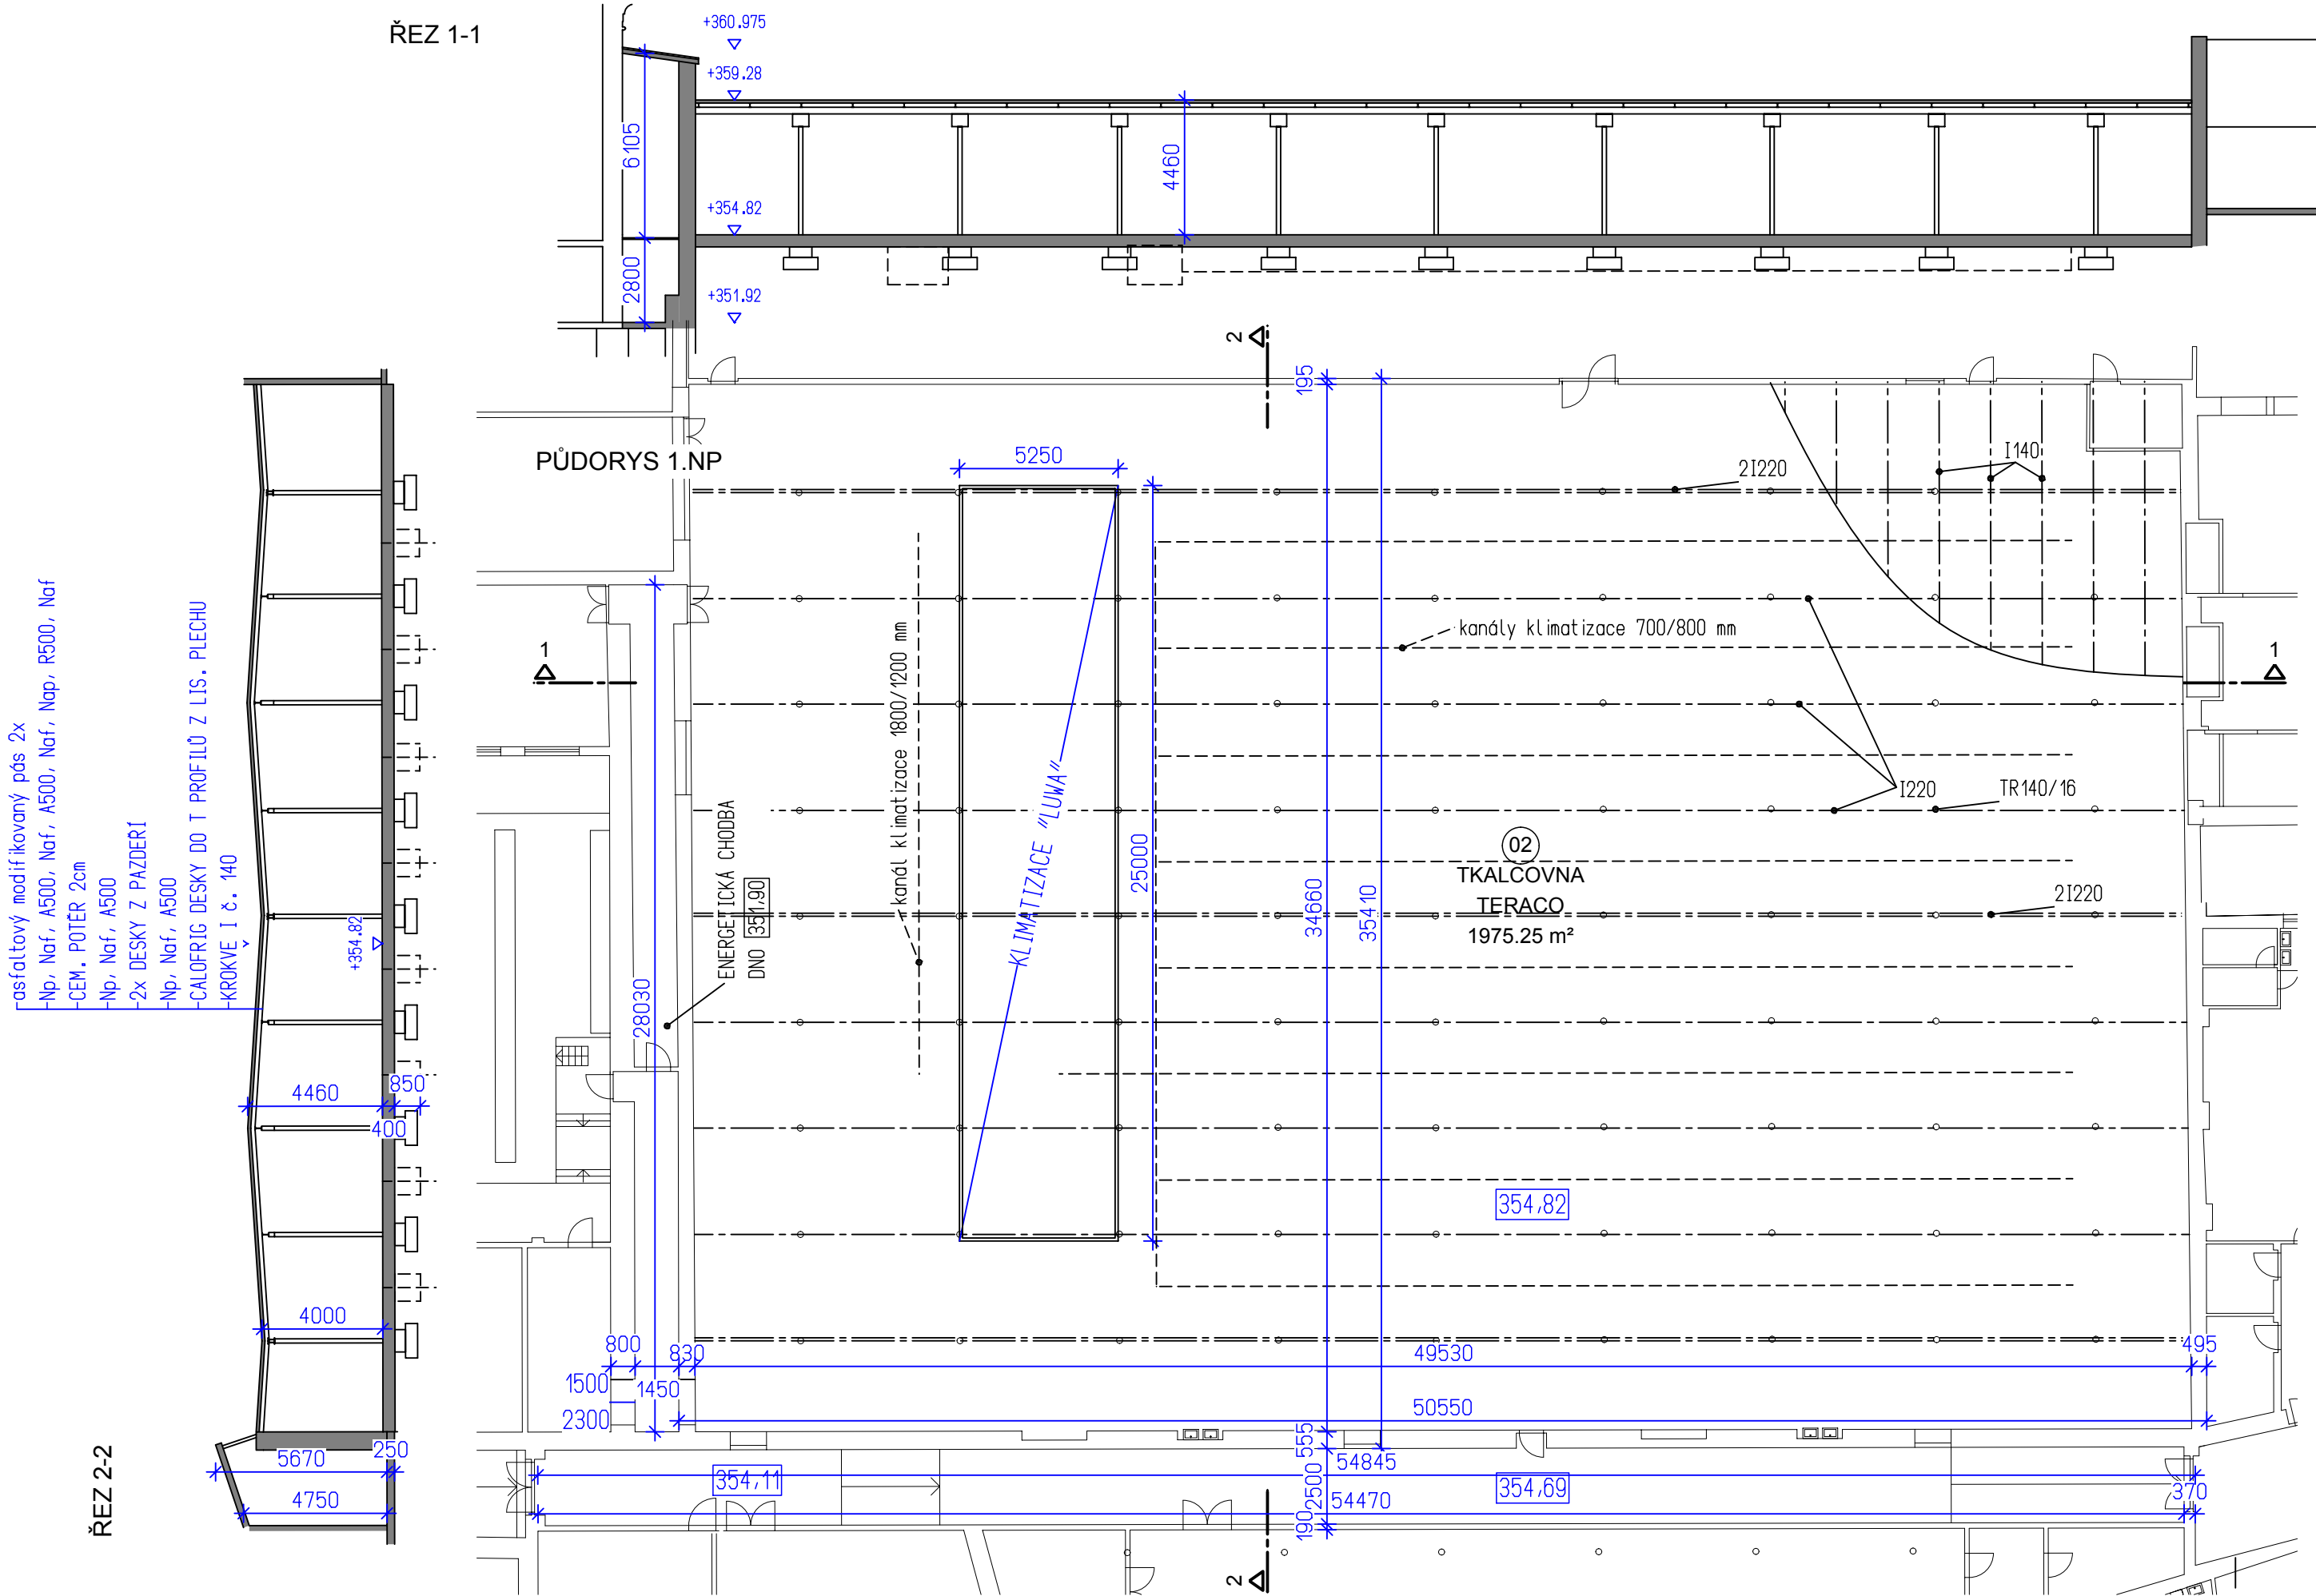 ŘEZ 1-1
+360.975
+359.28
6105
4460
+354.82
2800
+351.92
2
195
PŮDORYS 1.NP
5250
2I220
I140
asfaltový modifikovaný pás 2x
Np, Naf, A500, Naf, A500, Naf, Nap, R500, Naf
CEM. POTĚR 2cm
Np, Naf, A500
2x DESKY Z PAZDEŘÍ
Np, Naf, A500
CALOFRIG DESKY DO T PROFILŮ Z LIS. PLECHU
KROKVE I č. 140
+354.82
kanály klimatizace 700/800 mm
1
1
kanál klimatizace 1800/1200 mm
I220
TR140/16
ENERGETICKÁ CHODBA
DNO 351,90
KLIMATIZACE "LUWA"
25000
34660
35410
02
TKALCOVNA
TERACO
1975.25 m²
2I220
28030
4460
850
400
354,82
4000
800
830
49530
495
1500
1450
2300
50550
555
5670
250
4750
ŘEZ 2-2
354,11
54845
2500
354,69
54470
370
190
2